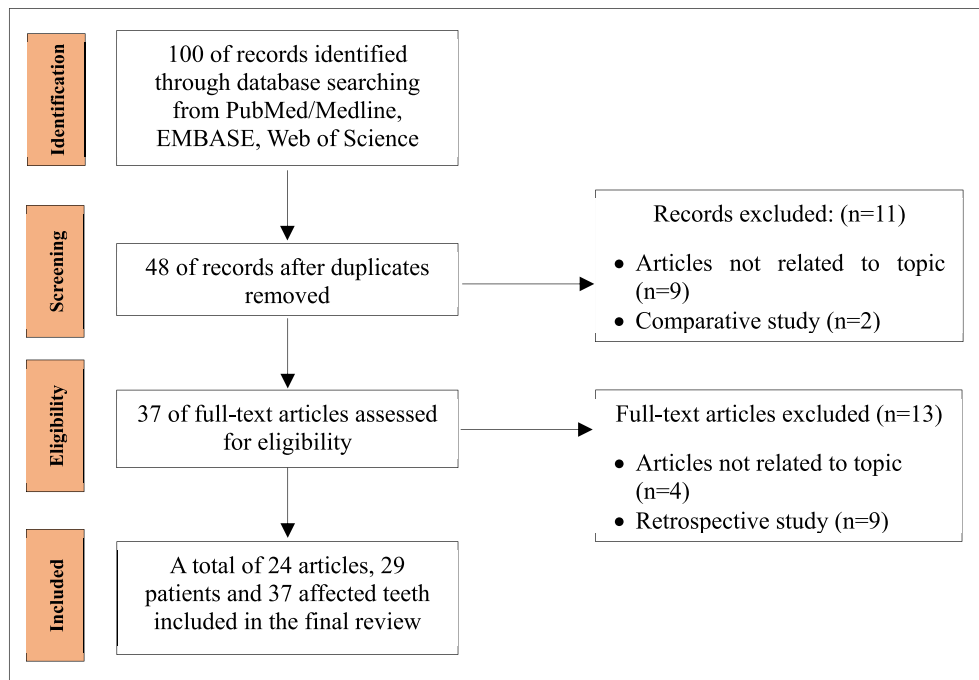 Identification
100 of records identified
through database searching
from PubMed/Medline,
EMBASE, Web of Science
Screening
48 of records after duplicates
removed
Records excluded: (n=11)
• Articles not related to topic
(n=9)
• Comparative study (n=2)
Eligibility
37 of full-text articles assessed
for eligibility
Full-text articles excluded (n=13)
• Articles not related to topic
(n=4)
• Retrospective study (n=9)
Included
A total of 24 articles, 29
patients and 37 affected teeth
included in the final review